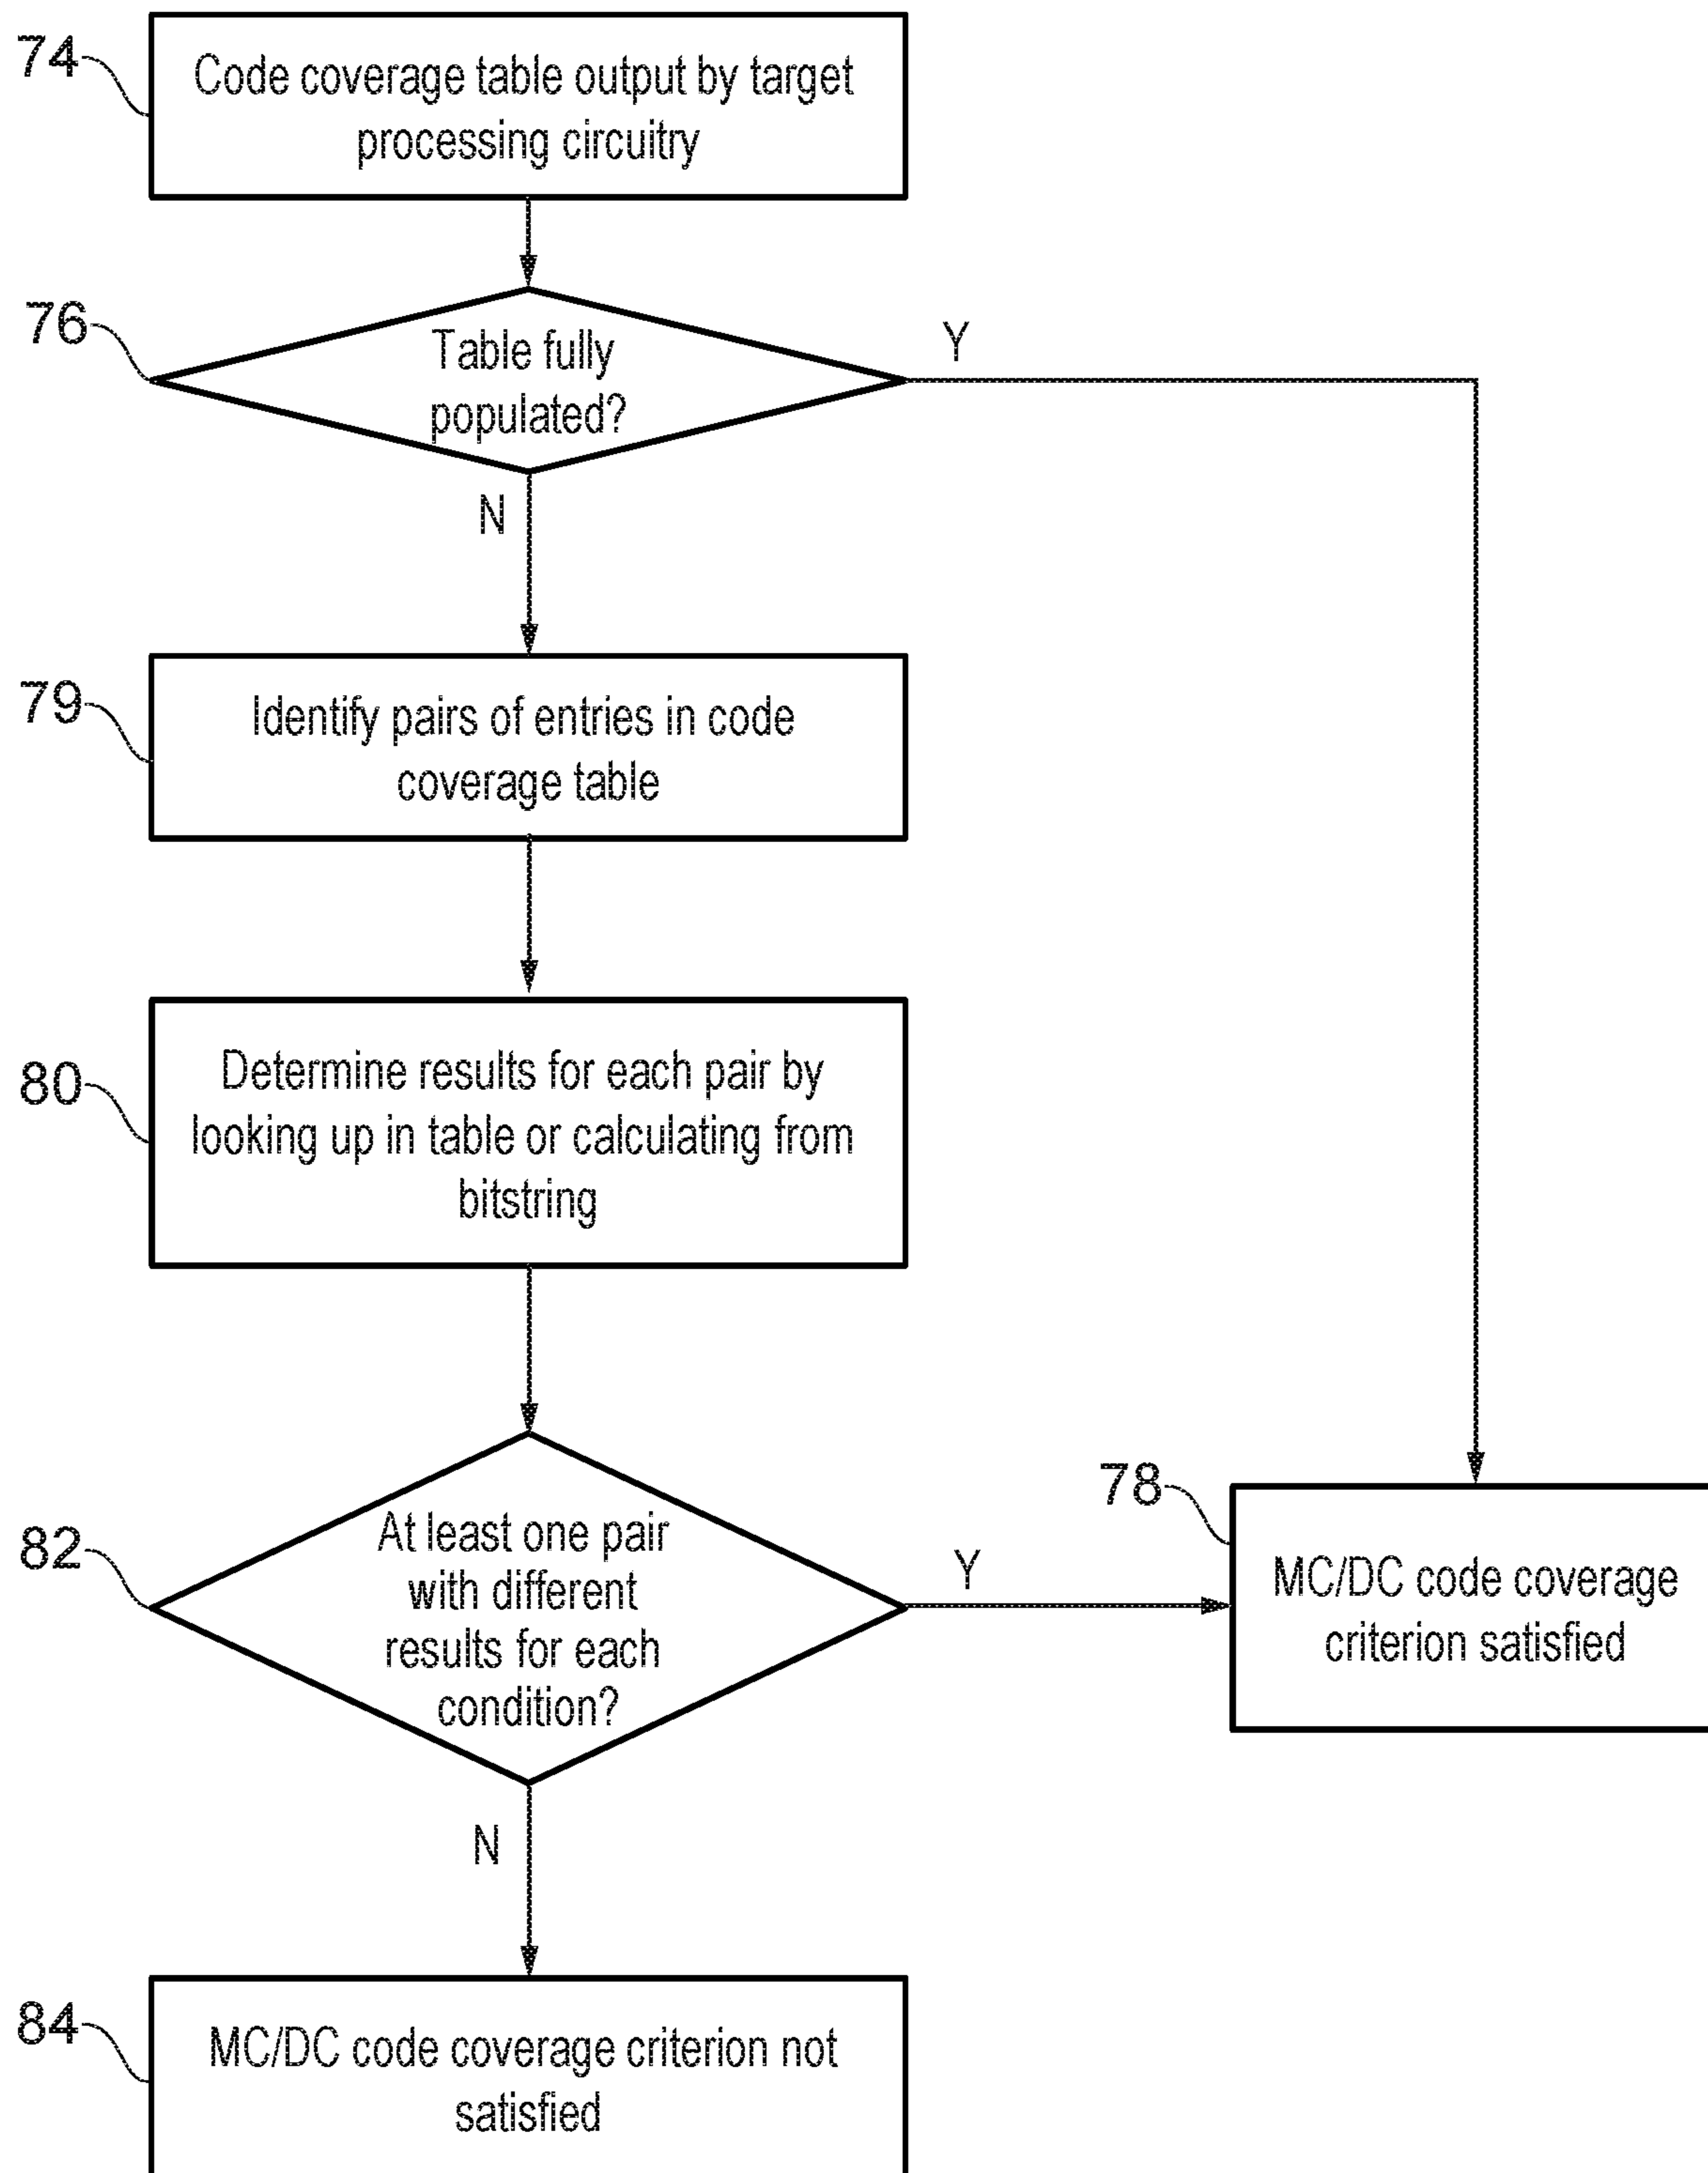 74
Code coverage table output by target
processing circuitry
76
Table fully
populated?
Y
N
79
Identify pairs of entries in code
coverage table
80
Determine results for each pair by
looking up in table or calculating from
bitstring
82
At least one pair
with different
results for each
condition?
Y
78
MC/DC code coverage
criterion satisfied
N
84
MC/DC code coverage criterion not
satisfied